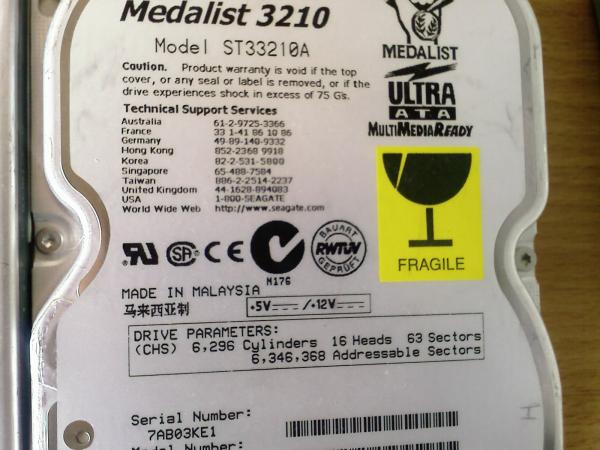 Medalist 3210
Model ST33210A
Caution. Product warranty is void if the top
cover, or any seal or label is removed, or if the
drive experiences shock in excess of 75 G's.
Technical Support Services
Australia 61-2-9725-3366
France 33 1-41 86 10 86
Germany 49-89-140-9332
Hong Kong 852-2368 9918
Korea 82-2-531-5800
Singapore 65-488-7584
Taiwan 886-2-2514-2237
United Kingdom 44-1628-894083
USA 1-800-SEAGATE
World Wide Web http://www.seagate.com
MEDALIST
ULTRA
ATA
MULTIMEDIAREADY
FRAGILE
SA
CE
N176
BAUART
RWTÜV
GEPRÜFT
MADE IN MALAYSIA
马来西亚制
+5V /+12V
DRIVE PARAMETERS:
(CHS) 6,296 Cylinders 16 Heads 63 Sectors
6,346,368 Addressable Sectors
Serial Number:
7AB03KE1
Model Number: